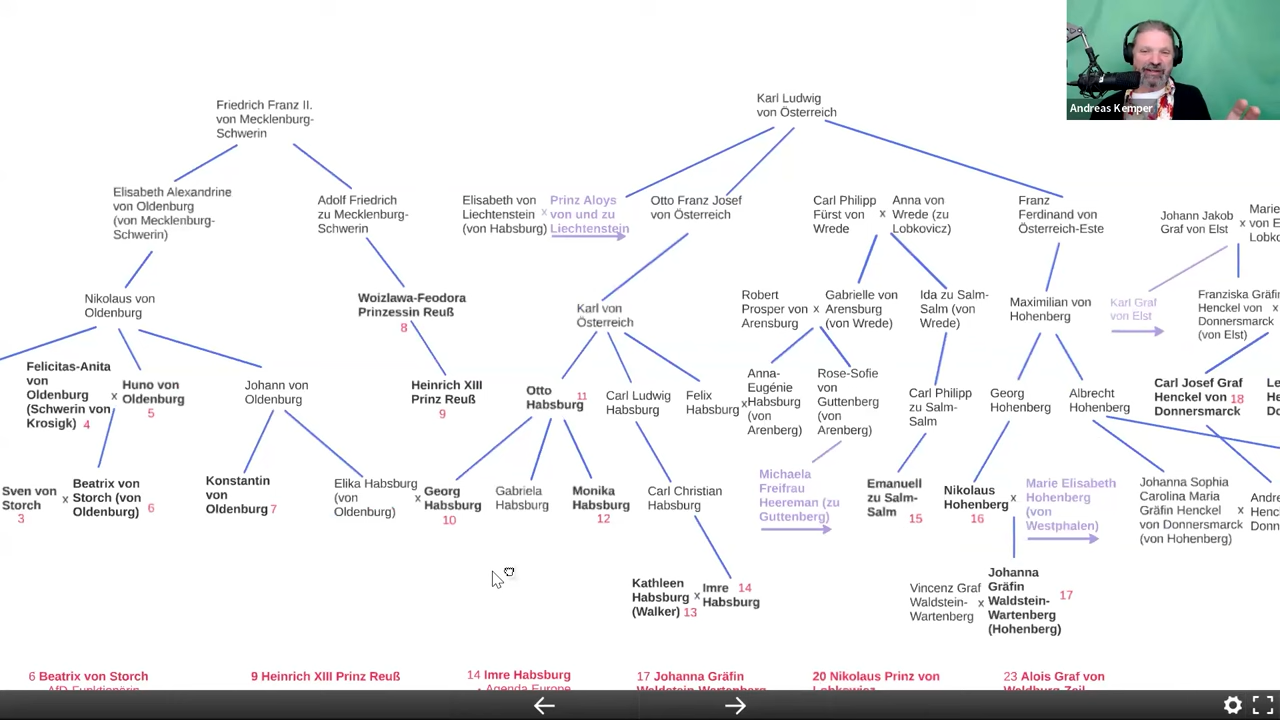 Andreas Kemper
Friedrich Franz II.
von Mecklenburg-
Schwerin
Karl Ludwig
von Österreich
Elisabeth Alexandrine
von Oldenburg
(von Mecklenburg-
Schwerin)
Adolf Friedrich
zu Mecklenburg-
Schwerin
Elisabeth von
Liechtenstein
(von Habsburg)
x
Prinz Aloys
von und zu
Liechtenstein
Otto Franz Josef
von Österreich
Carl Philipp
Fürst von
Wrede
x
Anna von
Wrede (zu
Lobkovicz)
Franz
Ferdinand von
Österreich-Este
Johann Jakob
Graf von Elst
x
Nikolaus von
Oldenburg
Woizlawa-Feodora
Prinzessin Reuß
8
Karl von
Österreich
Robert
Prosper von
Arensburg
x
Gabrielle von
Arensburg
(von Wrede)
Ida zu Salm-
Salm (von
Wrede)
Maximilian von
Hohenberg
Karl Graf
von Elst
Franziska Gräfin
Henckel von x
Donnersmarck
(von Elst)
Felicitas-Anita
von
Oldenburg
(Schwerin von
Krosigk) 4
x
Huno von
Oldenburg
5
Johann von
Oldenburg
Heinrich XIII
Prinz Reuß
9
Otto
Habsburg
11
Carl Ludwig
Habsburg
Felix
Habsburg
x
Anna-
Eugénie
Habsburg
(von
Arenberg)
Rose-Sofie
von
Guttenberg
(von
Arenberg)
Carl Philipp
zu Salm-
Salm
Georg
Hohenberg
Albrecht
Hohenberg
Carl Josef Graf
Henckel von 18
Donnersmarck
Sven von
Storch
3
x
Beatrix von
Storch (von
Oldenburg) 6
Konstantin
von
Oldenburg 7
Elika Habsburg
(von
Oldenburg)
x
Georg
Habsburg
10
Gabriela
Habsburg
Monika
Habsburg
12
Carl Christian
Habsburg
Michaela
Freifrau
Heereman (zu
Guttenberg)
Emanuell
zu Salm-
Salm
15
Nikolaus
Hohenberg
16
x
Marie Elisabeth
Hohenberg
(von
Westphalen)
Johanna Sophia
Carolina Maria
Gräfin Henckel
von Donnersmarck
(von Hohenberg)
x
Kathleen
Habsburg
(Walker) 13
x
Imre 14
Habsburg
Vincenz Graf
Waldstein-
Wartenberg
x
Johanna
Gräfin
Waldstein-
Wartenberg
(Hohenberg)
17
6 Beatrix von Storch
AfD-Funktionärin
9 Heinrich XIII Prinz Reuß
14 Imre Habsburg
Agenda Europe
17 Johanna Gräfin
Waldstein-Wartenberg
20 Nikolaus Prinz von
Lobkowicz
23 Alois Graf von
Waldburg-Zeil